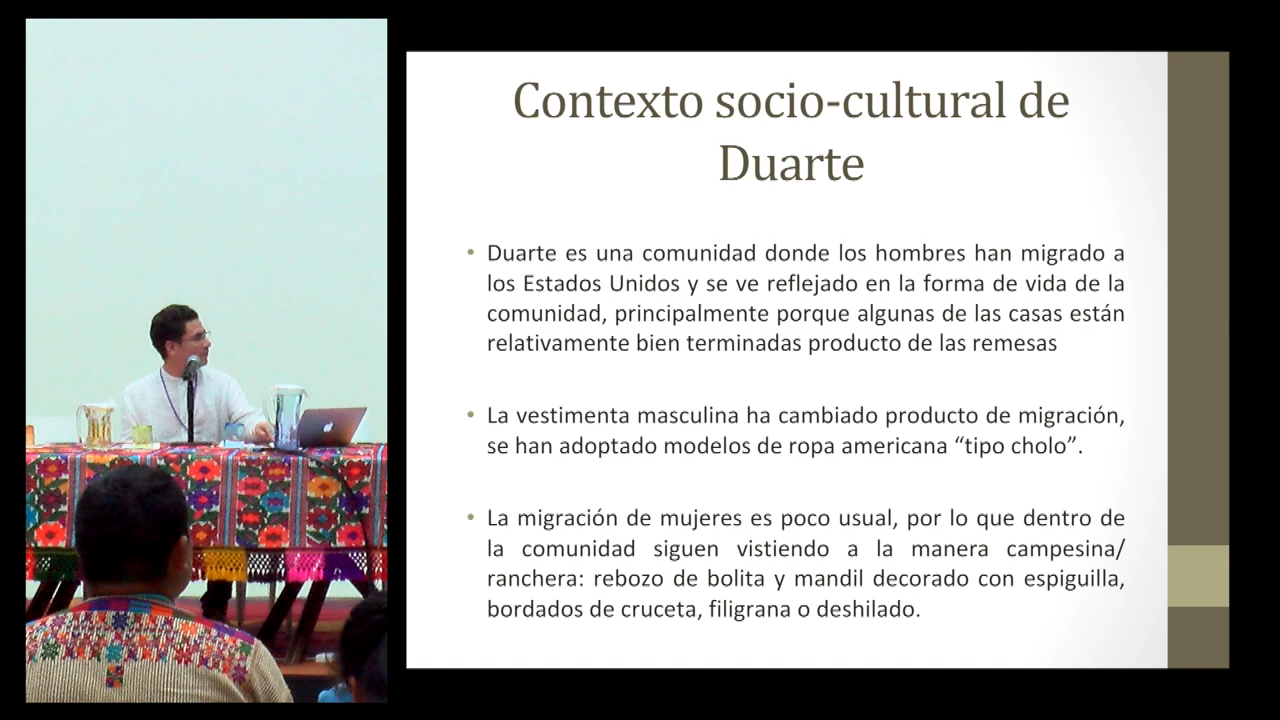 Contexto socio-cultural de
Duarte
• Duarte es una comunidad donde los hombres han migrado a
los Estados Unidos y se ve reflejado en la forma de vida de la
comunidad, principalmente porque algunas de las casas están
relativamente bien terminadas producto de las remesas
• La vestimenta masculina ha cambiado producto de migración,
se han adoptado modelos de ropa americana “tipo cholo”.
• La migración de mujeres es poco usual, por lo que dentro de
la comunidad siguen vistiendo a la manera campesina/
ranchera: rebozo de bolita y mandil decorado con espiguilla,
bordados de cruceta, filigrana o deshilado.